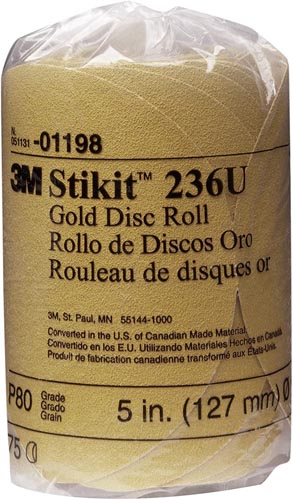 N.
051131-01198
3M Stikit™ 236U
Gold Disc Roll
Rollo de Discos Oro
Rouleau de disques or
3M, St. Paul, MN 55144-1000
Converted in the U.S. of Canadian Made Material
Convertido en los E.U. Utilizando Materiales Hechos en Canada.
Produit de fabrication canadienne transformé aux États-Unis.
P80 Grade
Grado
Grain
5 in. (127 mm)
75